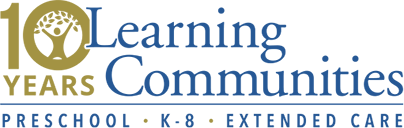 10 Learning
YEARS Communities
PRESCHOOL • K-8 • EXTENDED CARE